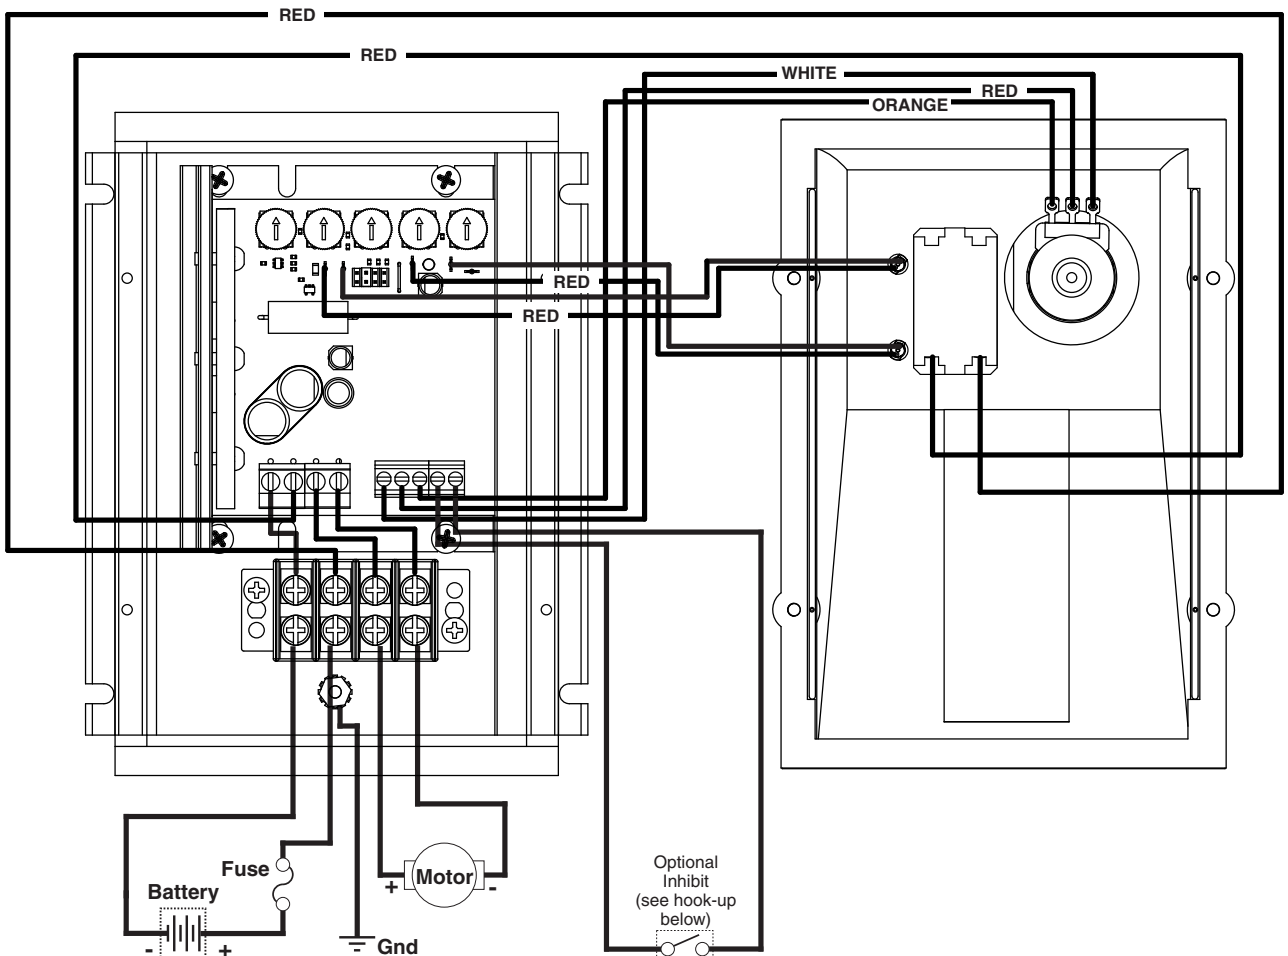 RED
RED
WHITE
RED
ORANGE
RED
RED
Optional
Inhibit
(see hook-up
below)
Fuse
Motor
+ -
Battery
- +
Gnd